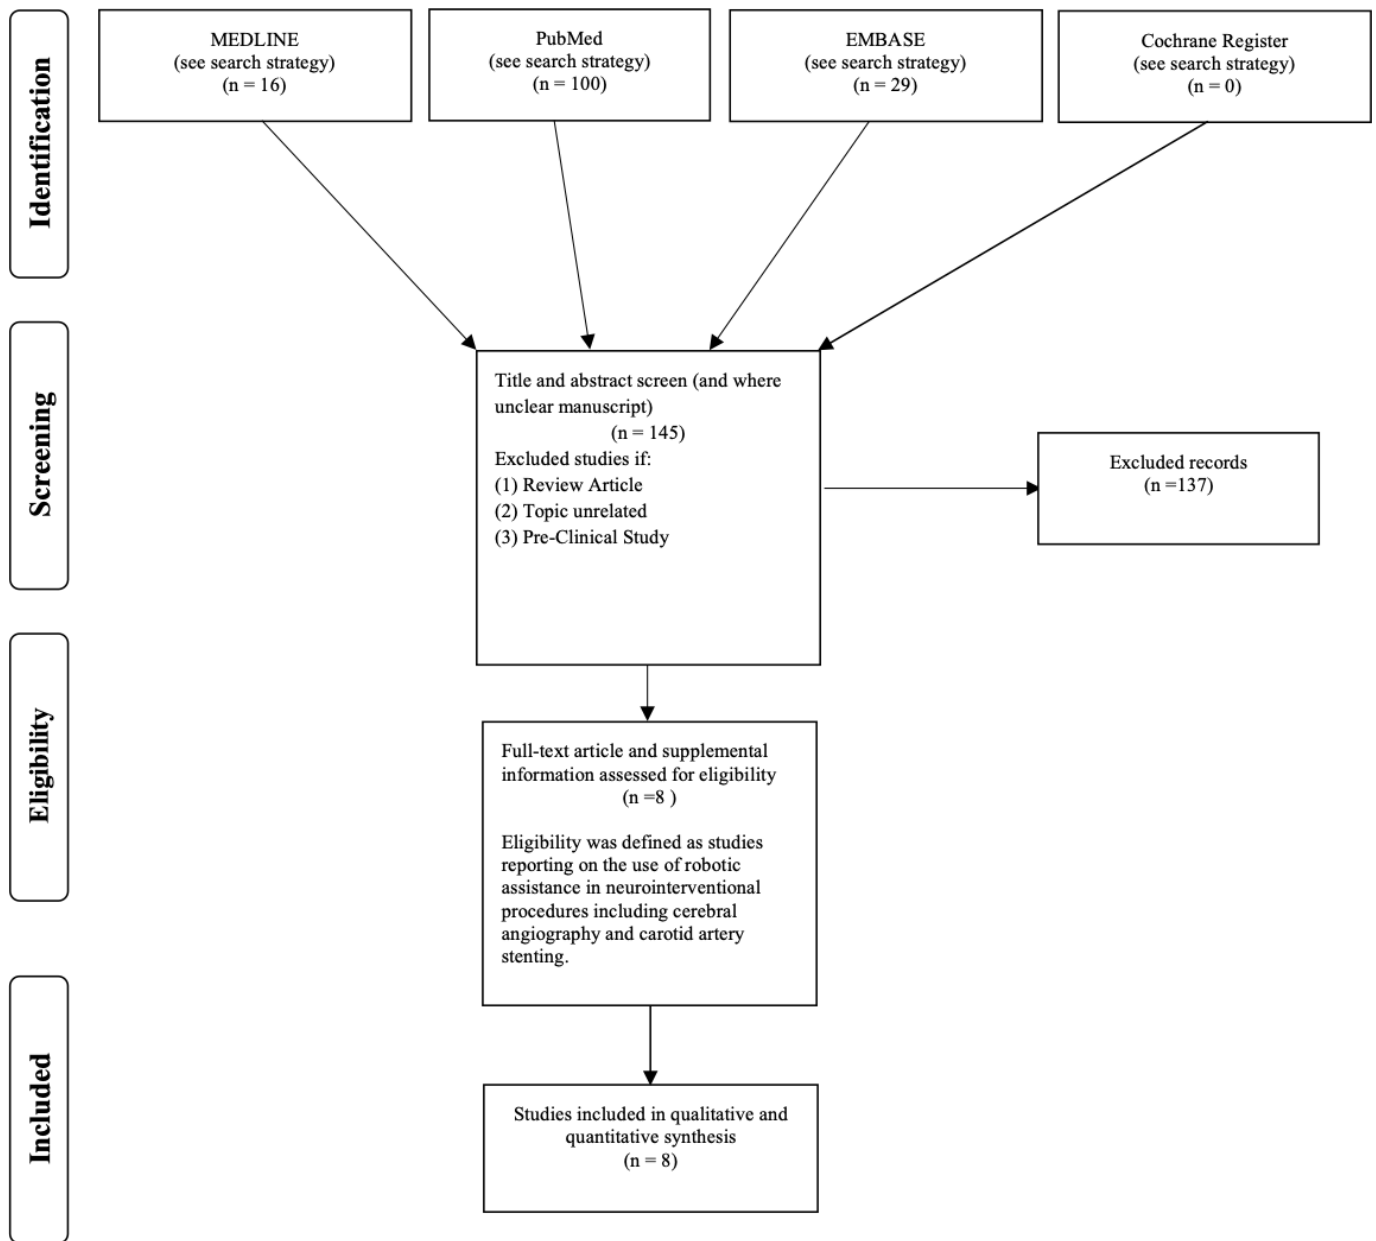 Identification
MEDLINE
(see search strategy)
(n = 16)
PubMed
(see search strategy)
(n = 100)
EMBASE
(see search strategy)
(n = 29)
Cochrane Register
(see search strategy)
(n = 0)
Screening
Title and abstract screen (and where
unclear manuscript)
(n = 145)
Excluded studies if:
(1) Review Article
(2) Topic unrelated
(3) Pre-Clinical Study
Excluded records
(n =137)
Eligibility
Full-text article and supplemental
information assessed for eligibility
(n =8 )
Eligibility was defined as studies
reporting on the use of robotic
assistance in neurointerventional
procedures including cerebral
angiography and carotid artery
stenting.
Included
Studies included in qualitative and
quantitative synthesis
(n = 8)